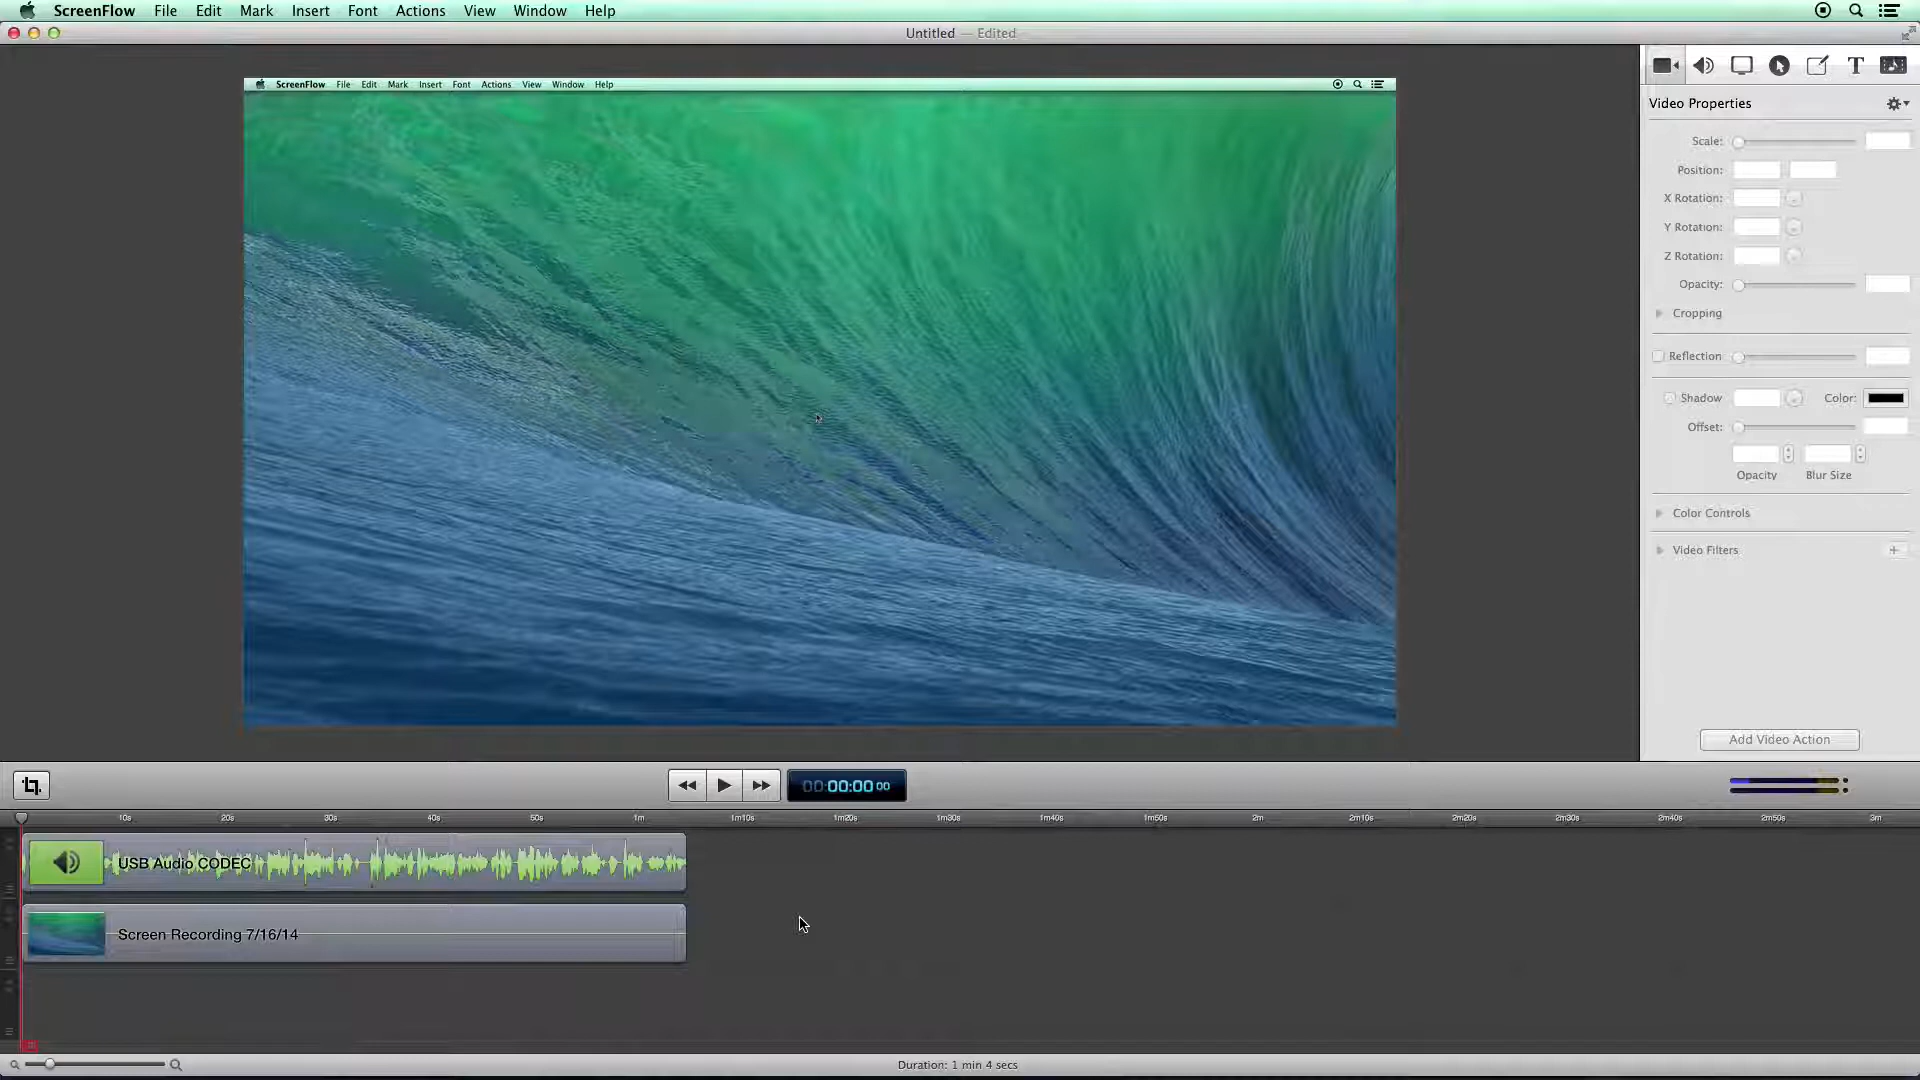 ScreenFlow File Edit Mark Insert Font Actions View Window Help
Untitled — Edited
ScreenFlow File Edit Mark Insert Font Actions View Window Help
T
Video Properties
Scale:
Position:
X Rotation:
Y Rotation:
Z Rotation:
Opacity:
Cropping
Reflection
Shadow Color:
Offset:
Opacity Blur Size
Color Controls
Video Filters +
Add Video Action
00:00:00 00
10s 20s 30s 40s 50s 1m 1m10s 1m20s 1m30s 1m40s 1m50s 2m 2m10s 2m20s 2m30s 2m40s 2m50s 3m
USB Audio CODEC
Screen Recording 7/16/14
Duration: 1 min 4 secs